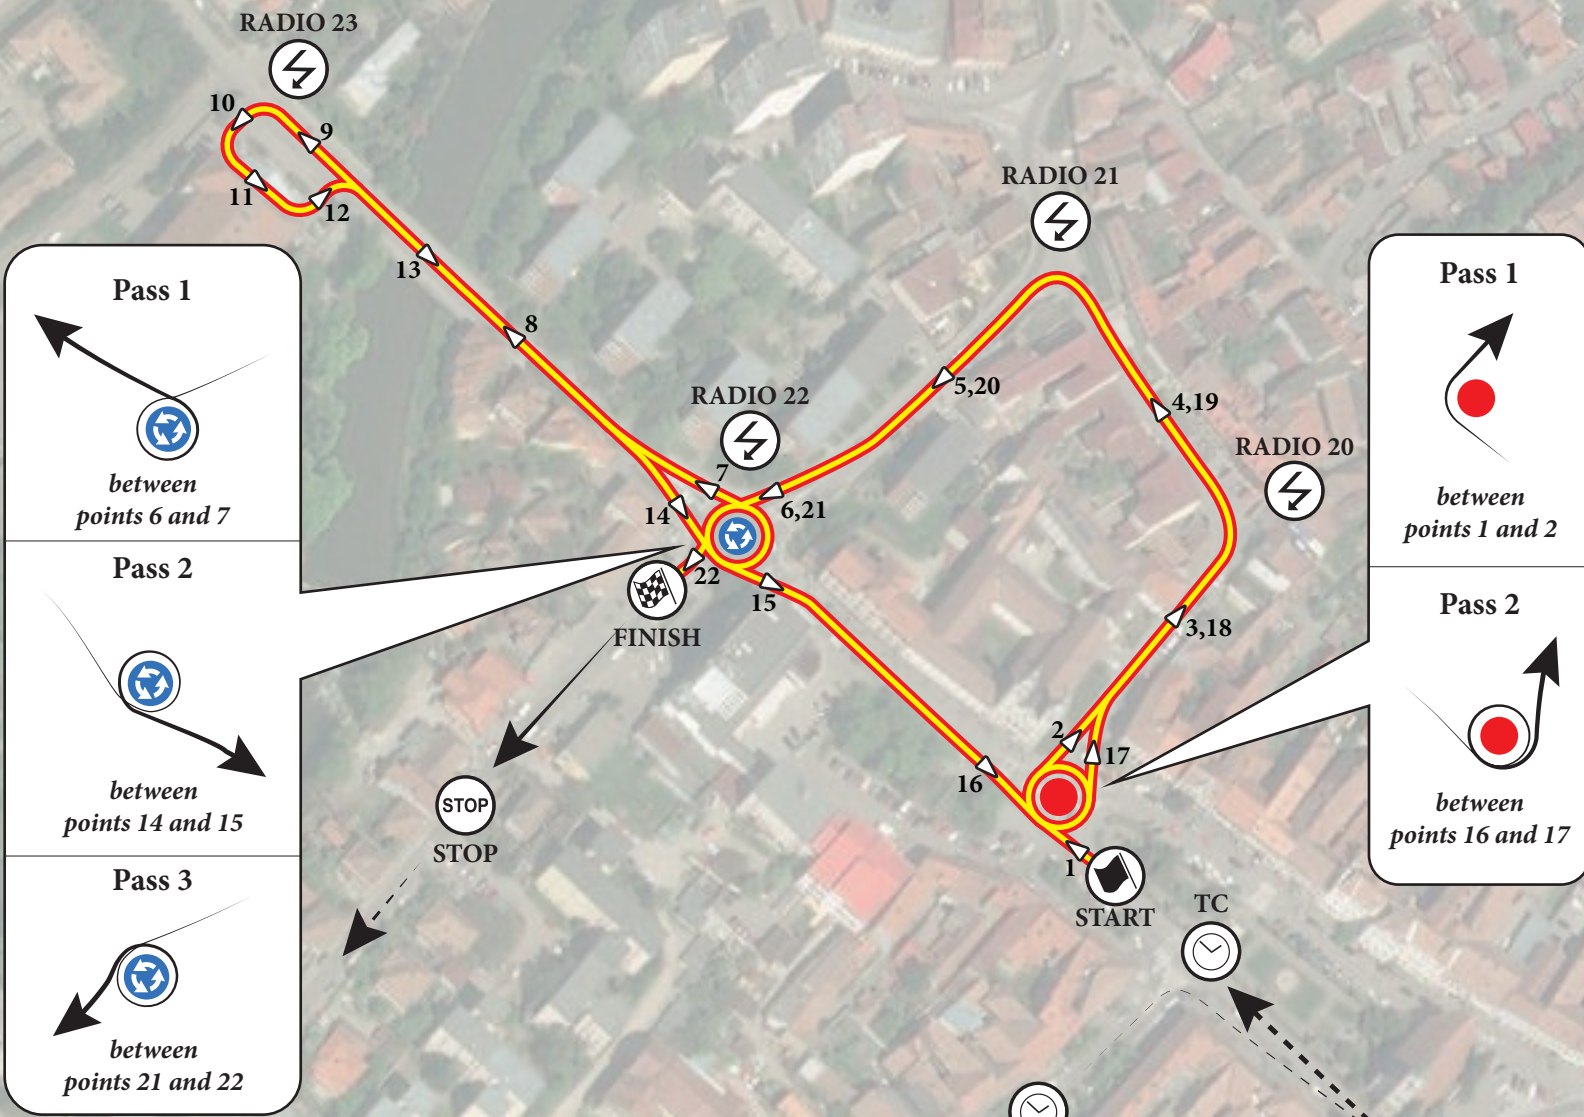 RADIO 23
10
9
11
12
13
8
RADIO 21
5,20
4,19
RADIO 22
RADIO 20
7
6,21
14
22
15
FINISH
3,18
2
17
16
1
START
STOP
STOP
TC
Pass 1
between
points 6 and 7
Pass 2
between
points 14 and 15
Pass 3
between
points 21 and 22
Pass 1
between
points 1 and 2
Pass 2
between
points 16 and 17